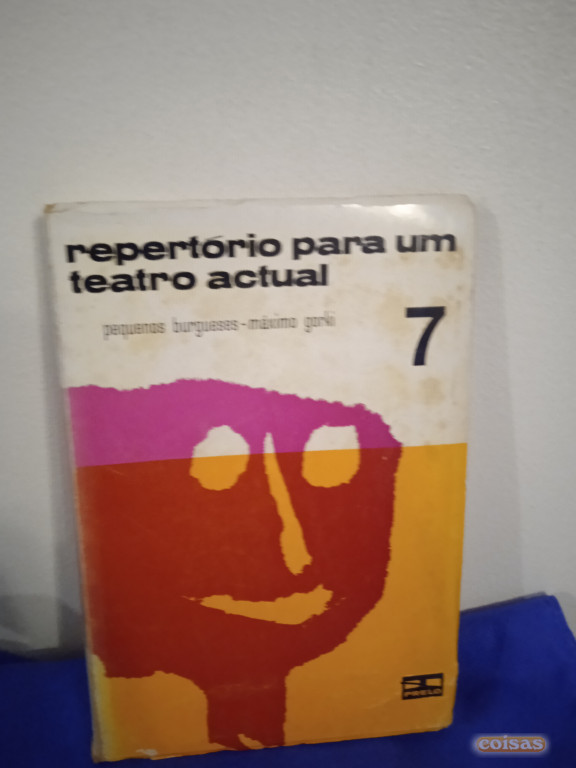 repertório para um
teatro actual
pequenos burgueses-máximo gorki
7
PRELO
coisas